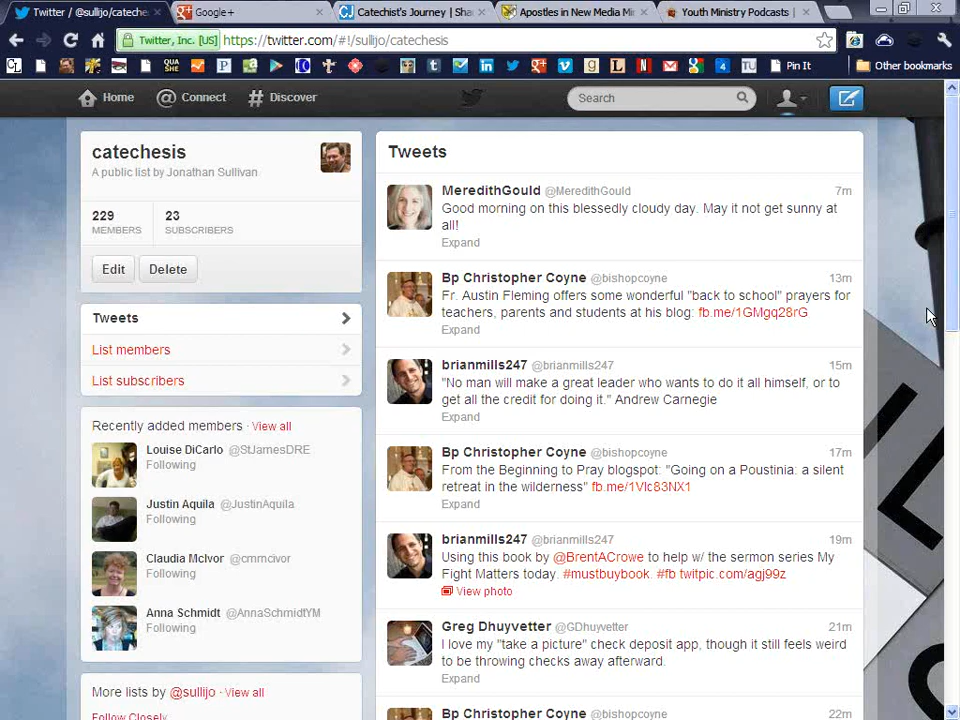 Twitter / @sullijo/cateche
Google+
Catechist's Journey | Sha
Apostles in New Media Mi
Youth Ministry Podcasts |
Twitter, Inc. [US]
https://twitter.com/#!/sullijo/catechesis
Pin It
Other bookmarks
Home
Connect
Discover
Search
catechesis
A public list by Jonathan Sullivan
229
MEMBERS
23
SUBSCRIBERS
Edit
Delete
Tweets
List members
List subscribers
Recently added members · View all
Louise DiCarlo @StJamesDRE
Following
Justin Aquila @JustinAquila
Following
Claudia McIvor @cmmcivor
Following
Anna Schmidt @AnnaSchmidtYM
Following
More lists by @sullijo · View all
Follow Closely
Tweets
MeredithGould @MeredithGould 7m
Good morning on this blessedly cloudy day. May it not get sunny at
all!
Expand
Bp Christopher Coyne @bishopcoyne 13m
Fr. Austin Fleming offers some wonderful "back to school" prayers for
teachers, parents and students at his blog: fb.me/1GMgq28rG
Expand
brianmills247 @brianmills247 15m
"No man will make a great leader who wants to do it all himself, or to
get all the credit for doing it." Andrew Carnegie
Expand
Bp Christopher Coyne @bishopcoyne 17m
From the Beginning to Pray blogspot: "Going on a Poustinia: a silent
retreat in the wilderness" fb.me/1VIc83NX1
Expand
brianmills247 @brianmills247 19m
Using this book by @BrentACrowe to help w/ the sermon series My
Fight Matters today. #mustbuybook. #fb twitpic.com/agj99z
View photo
Greg Dhuyvetter @GDhuyvetter 21m
I love my "take a picture" check deposit app, though it still feels weird
to be throwing checks away afterward.
Expand
Bp Christopher Coyne @bishopcoyne 22m